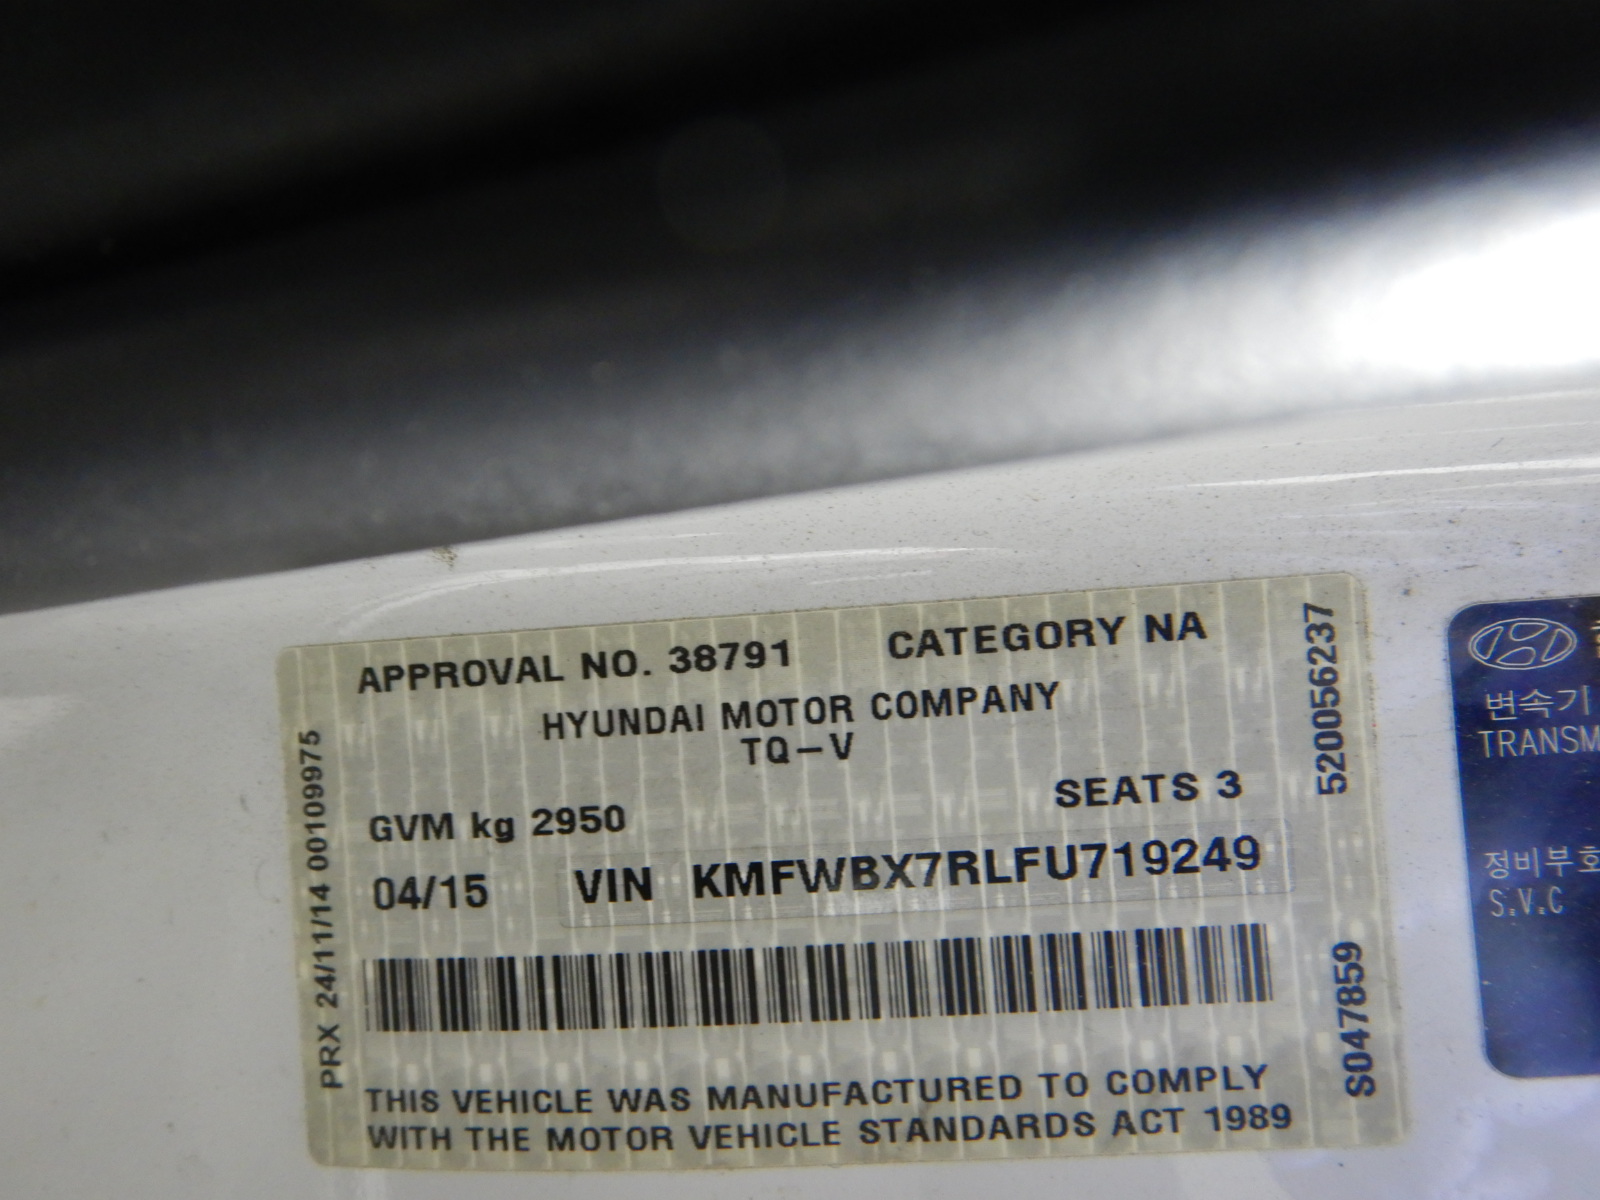 APPROVAL NO. 38791 CATEGORY NA
HYUNDAI MOTOR COMPANY
TQ-V
GVM kg 2950 SEATS 3
04/15 VIN KMFWBX7RLFU719249
THIS VEHICLE WAS MANUFACTURED TO COMPLY
WITH THE MOTOR VEHICLE STANDARDS ACT 1989
PRX 24/11/14 00109975
520056237
S047859
변속기
TRANSM
정비부호
S.V.C